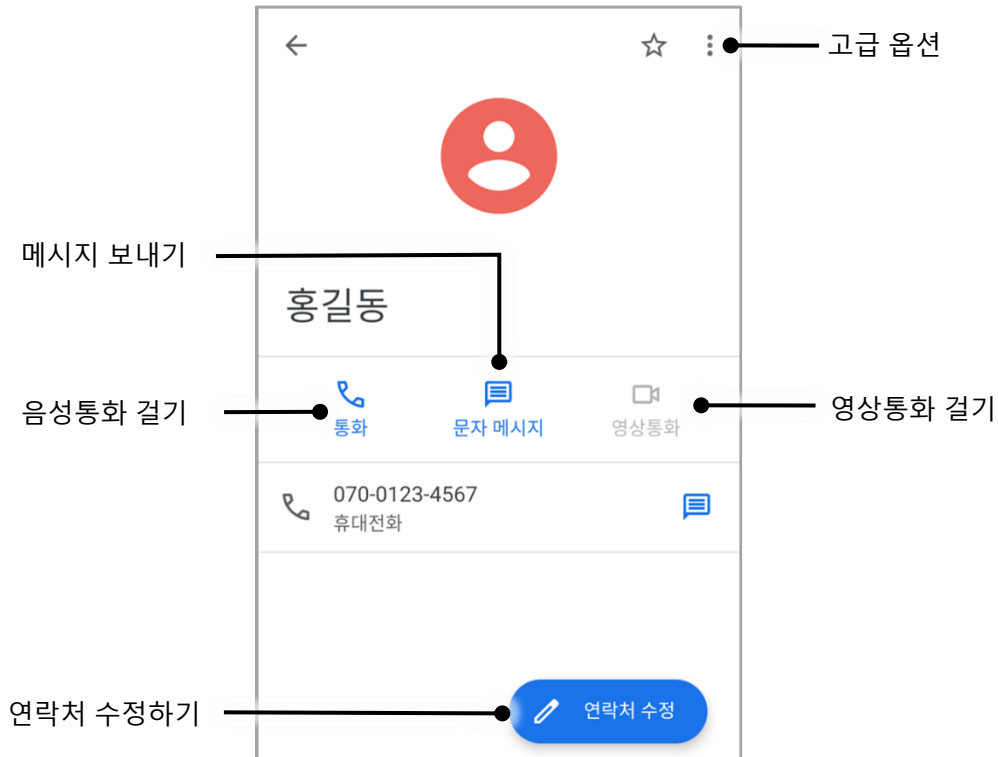 고급 옵션
메시지 보내기
홍길동
음성통화 걸기
통화
문자 메시지
영상통화
영상통화 걸기
070-0123-4567
휴대전화
연락처 수정하기
연락처 수정